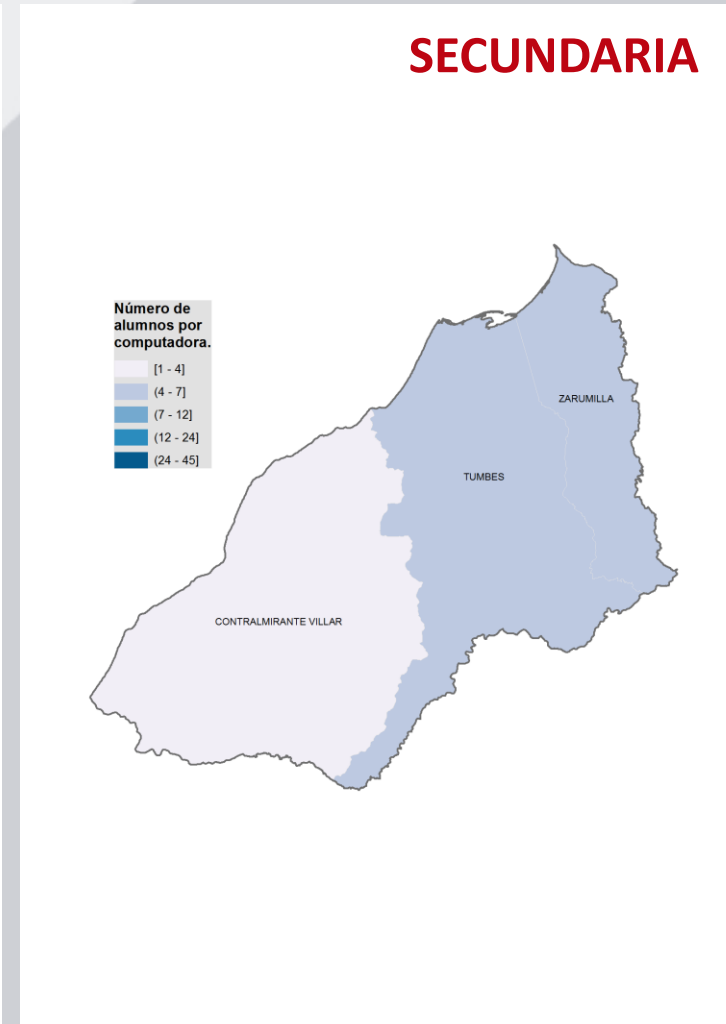 SECUNDARIA
Número de
alumnos por
computadora.
[1 - 4]
(4 - 7]
(7 - 12]
(12 - 24]
(24 - 45]
ZARUMILLA
TUMBES
CONTRALMIRANTE VILLAR